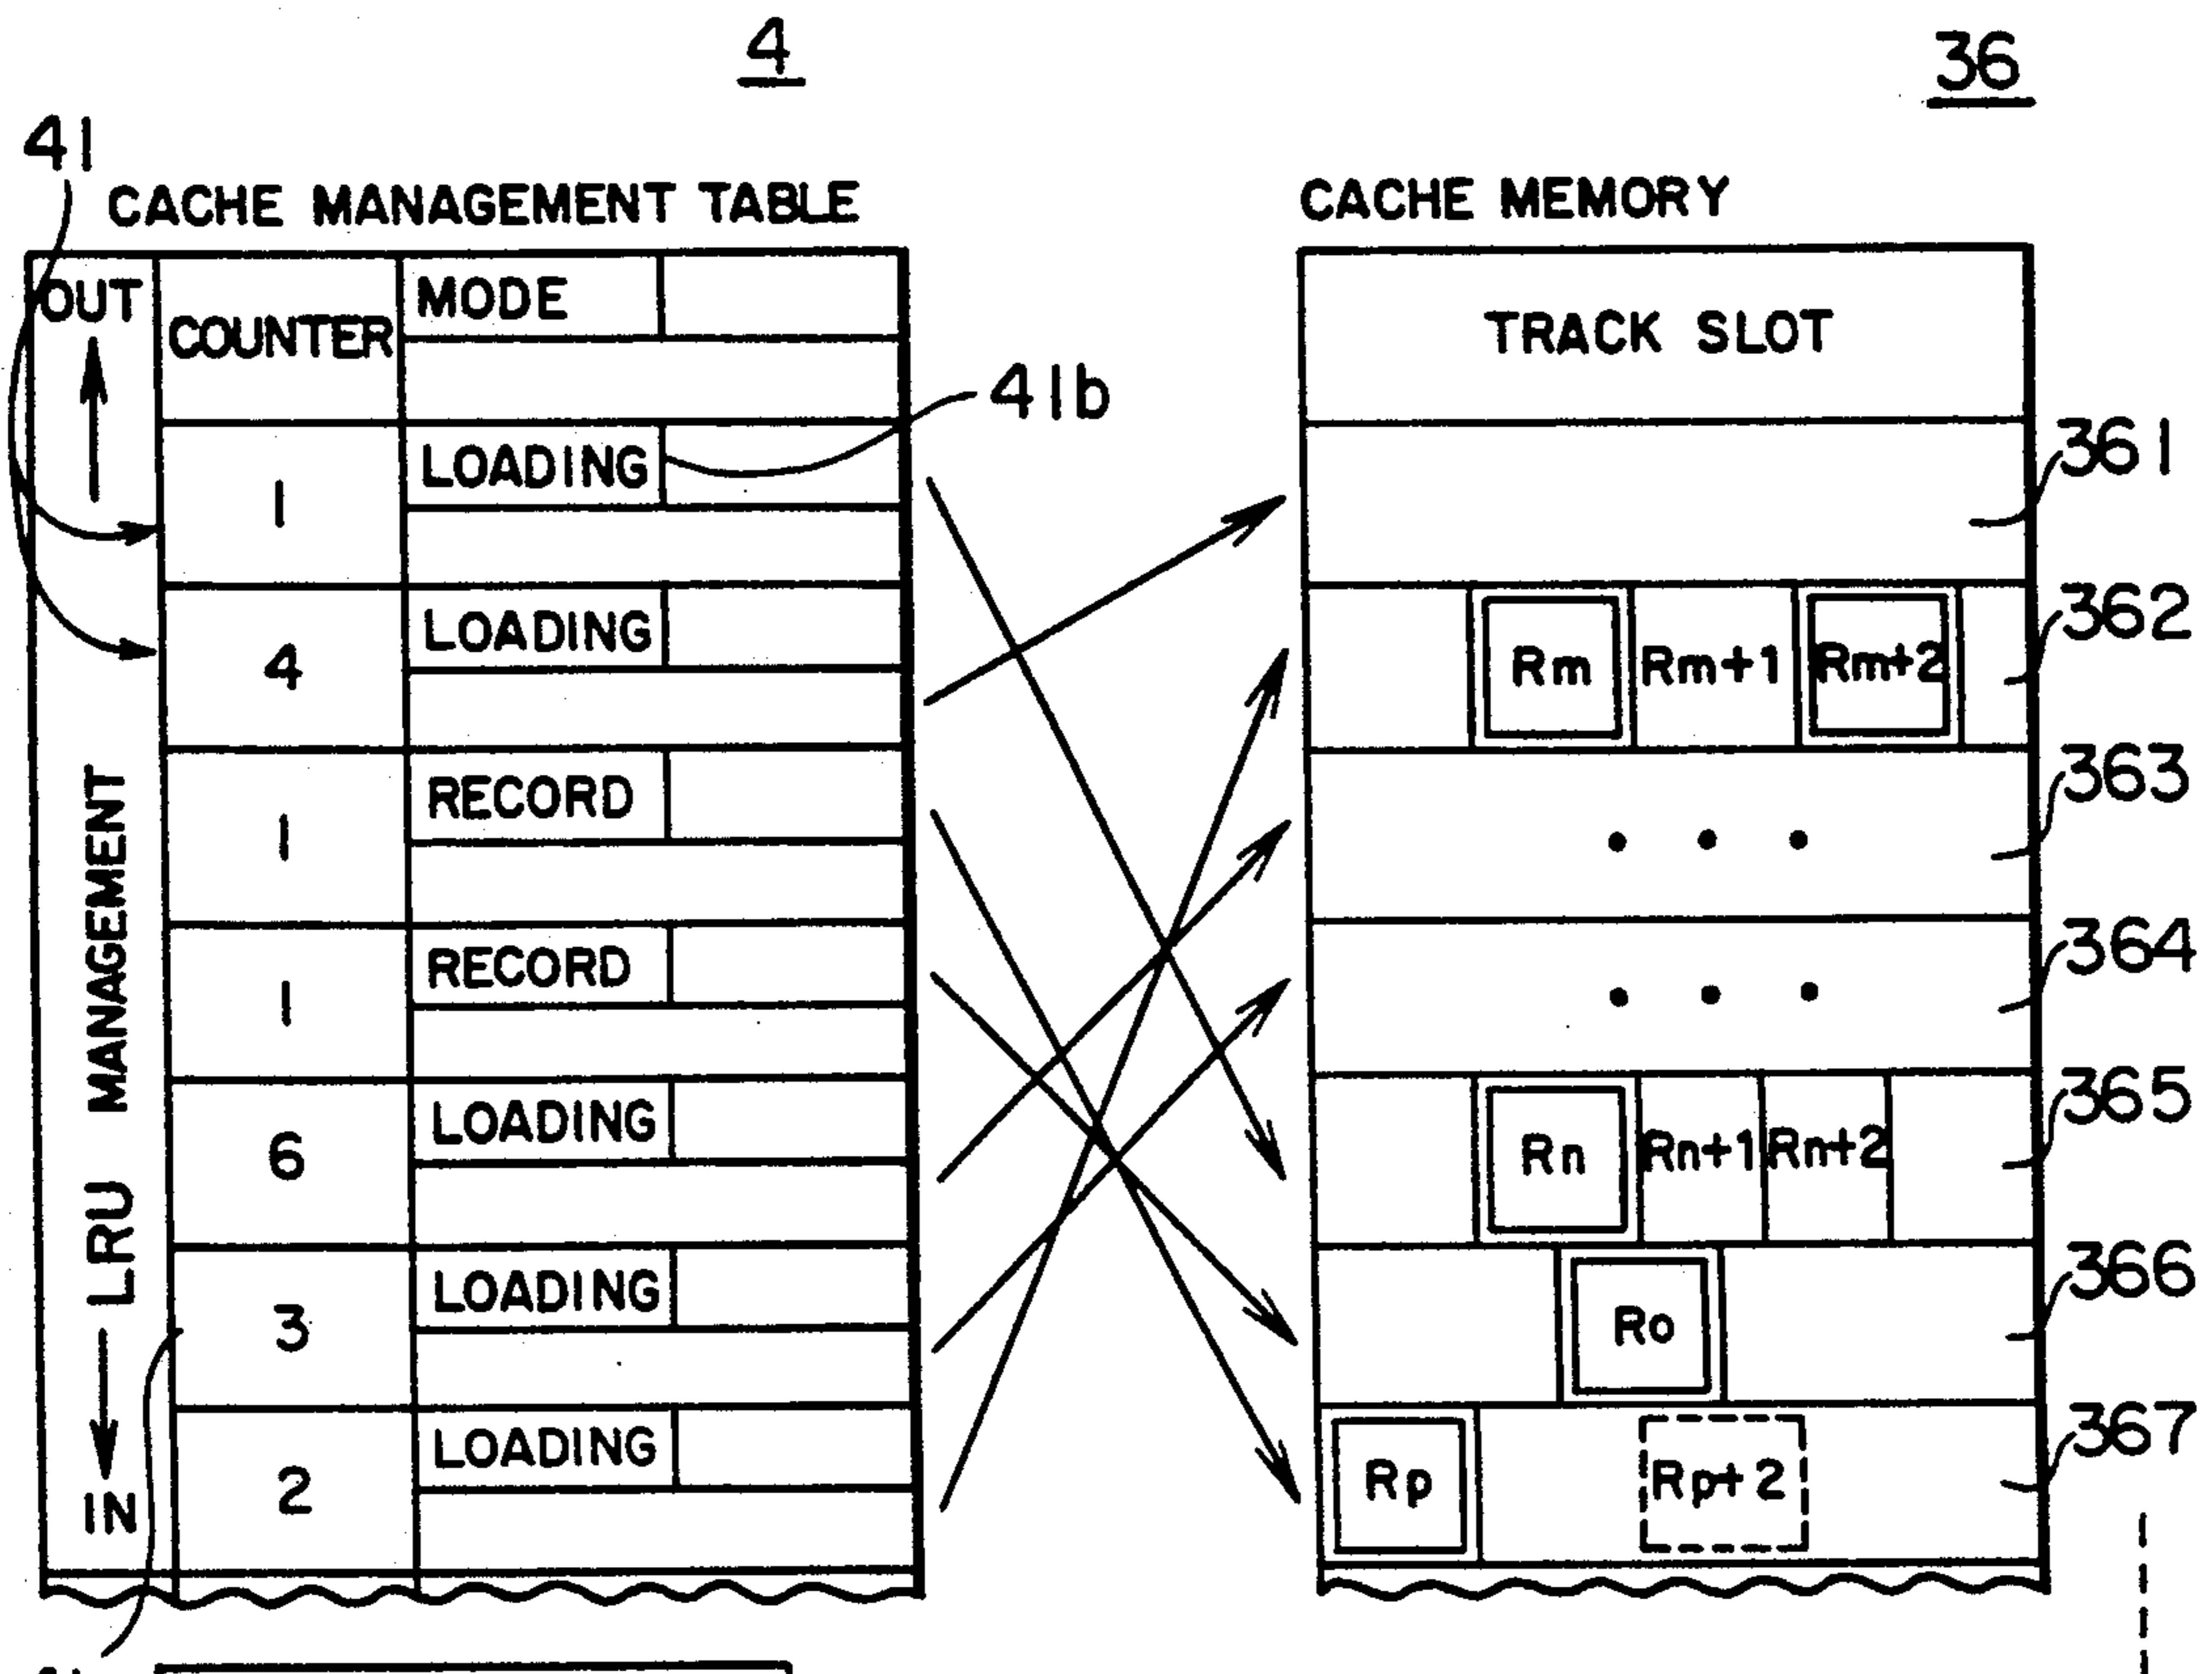 4
36
41
CACHE MANAGEMENT TABLE
CACHE MEMORY
OUT
COUNTER
MODE
TRACK SLOT
41b
1
LOADING
361
4
LOADING
Rm
Rm+1
Rm+2
362
1
RECORD
• • •
363
1
RECORD
• • •
364
6
LOADING
Rn
Rn+1
Rn+2
365
3
LOADING
Ro
366
2
LOADING
Rp
Rp+2
367
LRU MANAGEMENT
IN